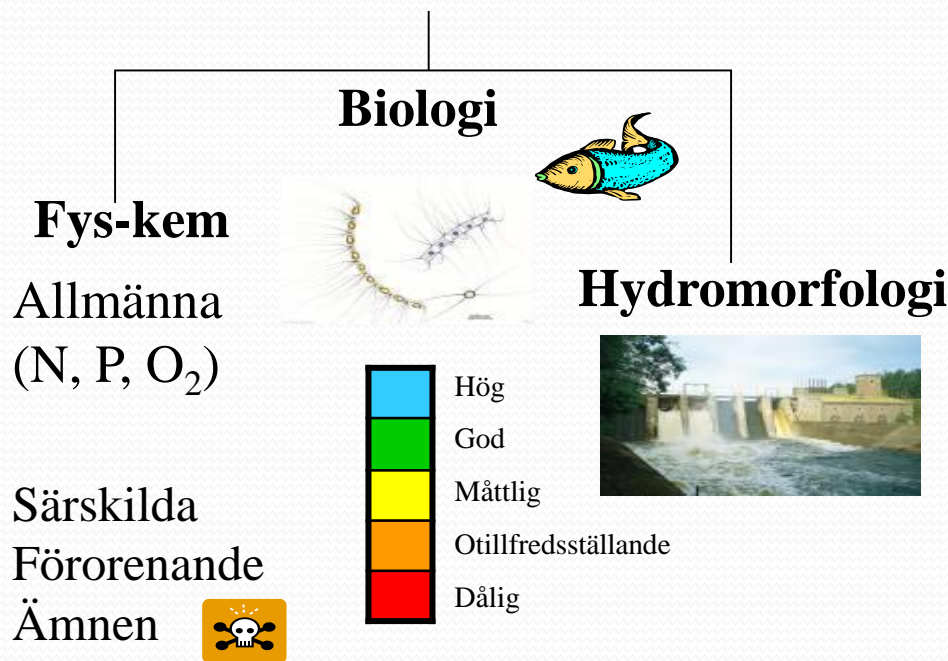 Biologi
Fys-kem
Allmänna
(N, P, O₂)
Särskilda
Förorenande
Ämnen
Hög
God
Måttlig
Otillfredsställande
Dålig
Hydromorfologi